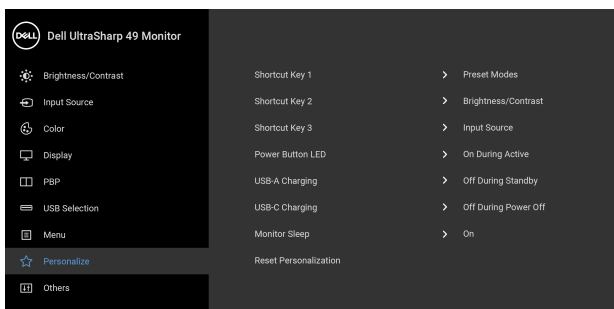 DELL Dell UltraSharp 49 Monitor
Brightness/Contrast Shortcut Key 1 Preset Modes
Input Source Shortcut Key 2 Brightness/Contrast
Color Shortcut Key 3 Input Source
Display Power Button LED On During Active
PBP USB-A Charging Off During Standby
USB Selection USB-C Charging Off During Power Off
Menu Monitor Sleep On
Personalize Reset Personalization
Others